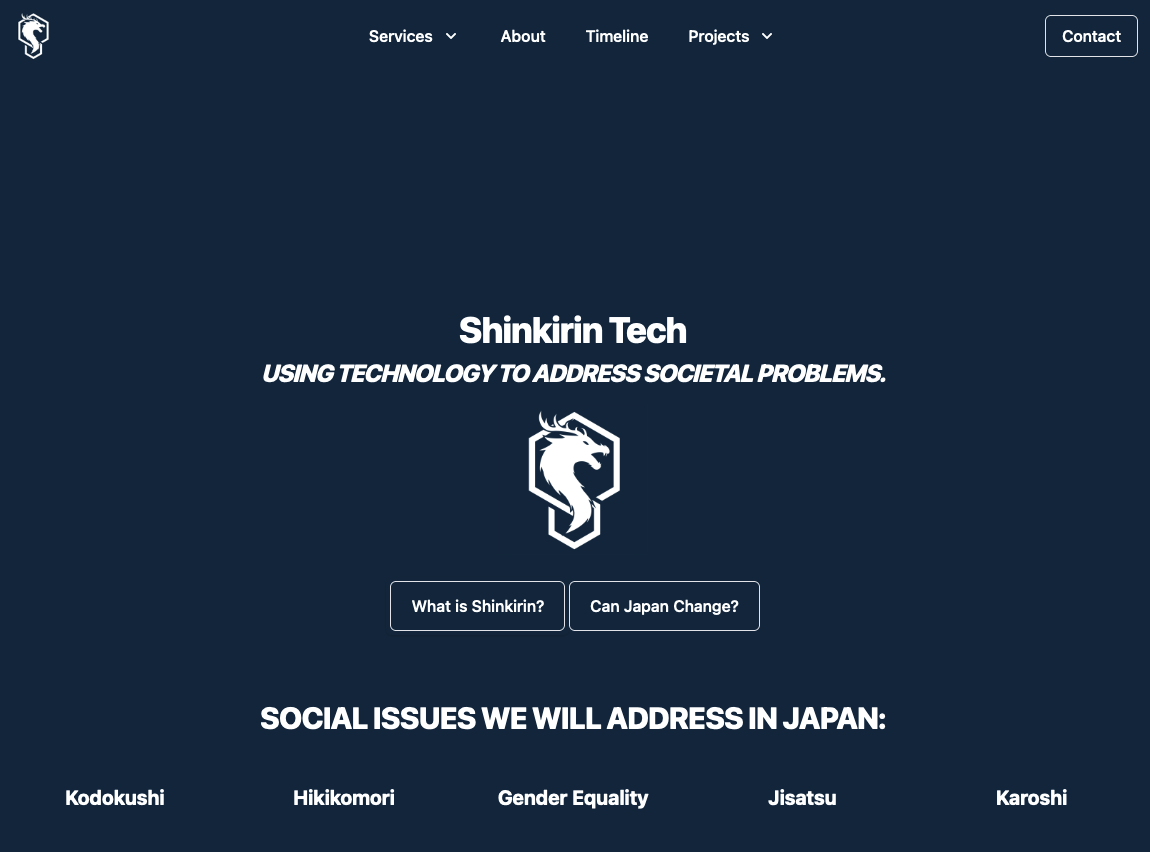 Services About Timeline Projects Contact
Shinkirin Tech
USING TECHNOLOGY TO ADDRESS SOCIETAL PROBLEMS.
What is Shinkirin? Can Japan Change?
SOCIAL ISSUES WE WILL ADDRESS IN JAPAN:
Kodokushi Hikikomori Gender Equality Jisatsu Karoshi